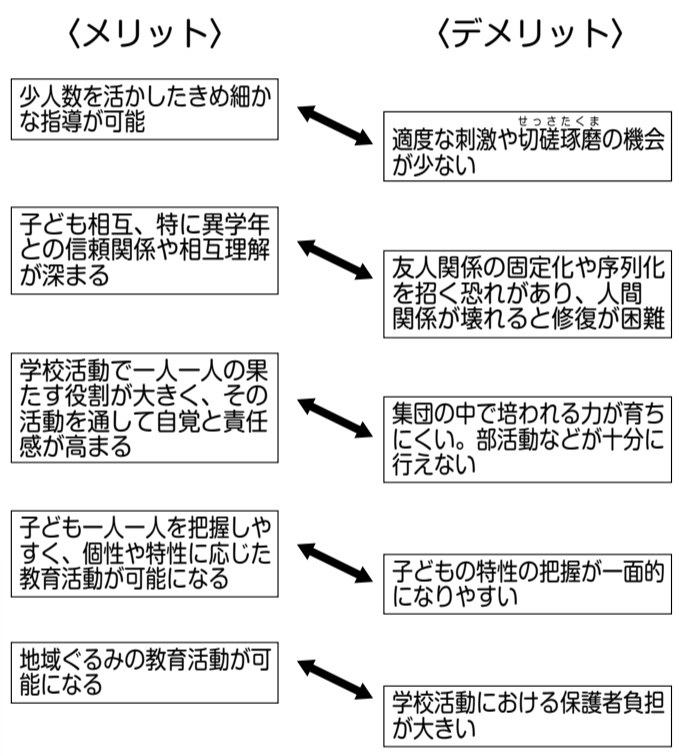 〈メリット〉
〈デメリット〉
少人数を活かしたきめ細か
な指導が可能
せっさたくま
適度な刺激や切磋琢磨の機会
が少ない
子ども相互、特に異学年
との信頼関係や相互理解
が深まる
友人関係の固定化や序列化
を招く恐れがあり、人間
関係が壊れると修復が困難
学校活動で一人一人の果
たす役割が大きく、その
活動を通して自覚と責任
感が高まる
集団の中で培われる力が育ち
にくい。部活動などが十分に
行えない
子ども一人一人を把握しや
すく、個性や特性に応じた
教育活動が可能になる
子どもの特性の把握が一面的
になりやすい
地域ぐるみの教育活動が可
能になる
学校活動における保護者負担
が大きい